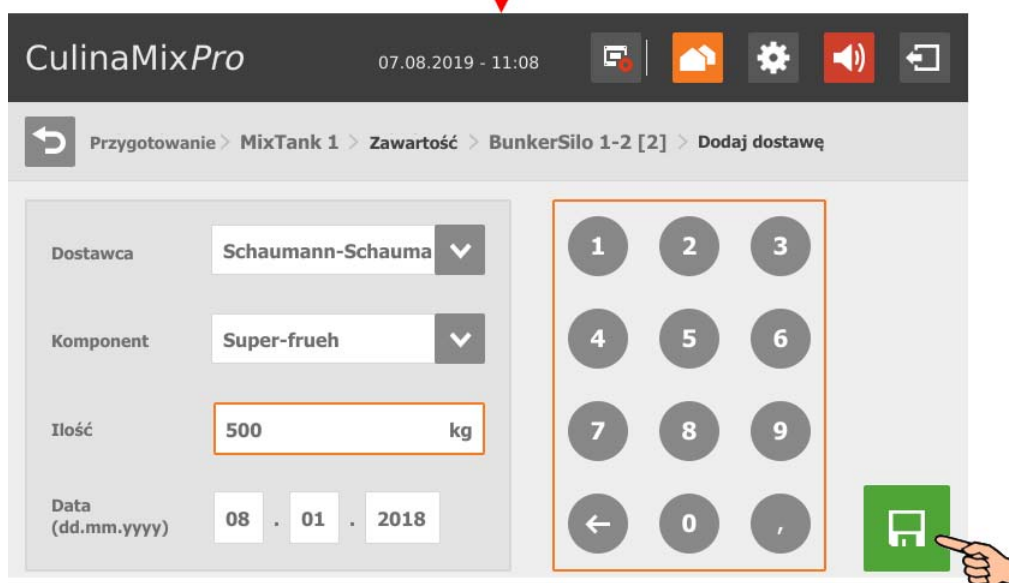 CulinaMixPro
07.08.2019 - 11:08
Przygotowanie > MixTank 1 > Zawartość > BunkerSilo 1-2 [2] > Dodaj dostawę
Dostawca
Schaumann-Schauma
Komponent
Super-frueh
Ilość
500 kg
Data
(dd.mm.yyyy)
08 . 01 . 2018
1 2 3
4 5 6
7 8 9
← 0 ,